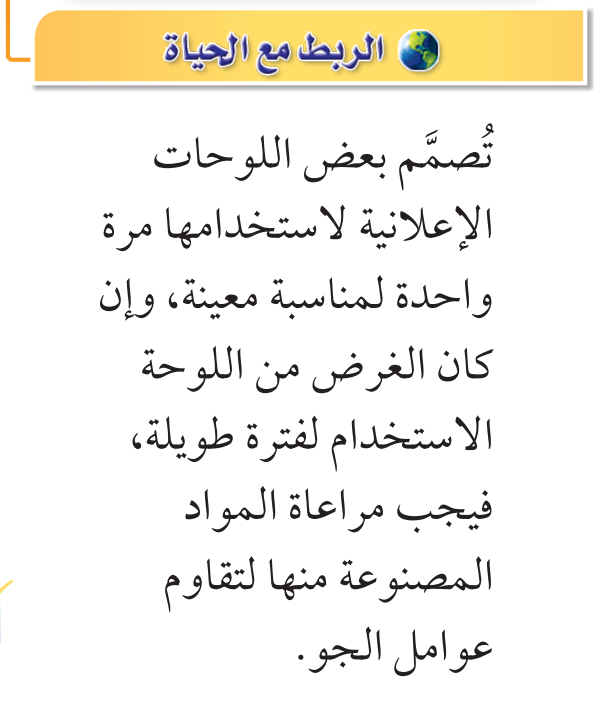 الربط مع الحياة
تُصمَّم بعض اللوحات
الإعلانية لاستخدامها مرة
واحدة لمناسبة معينة، وإن
كان الغرض من اللوحة
الاستخدام لفترة طويلة،
فيجب مراعاة المواد
المصنوعة منها لتقاوم
عوامل الجو.